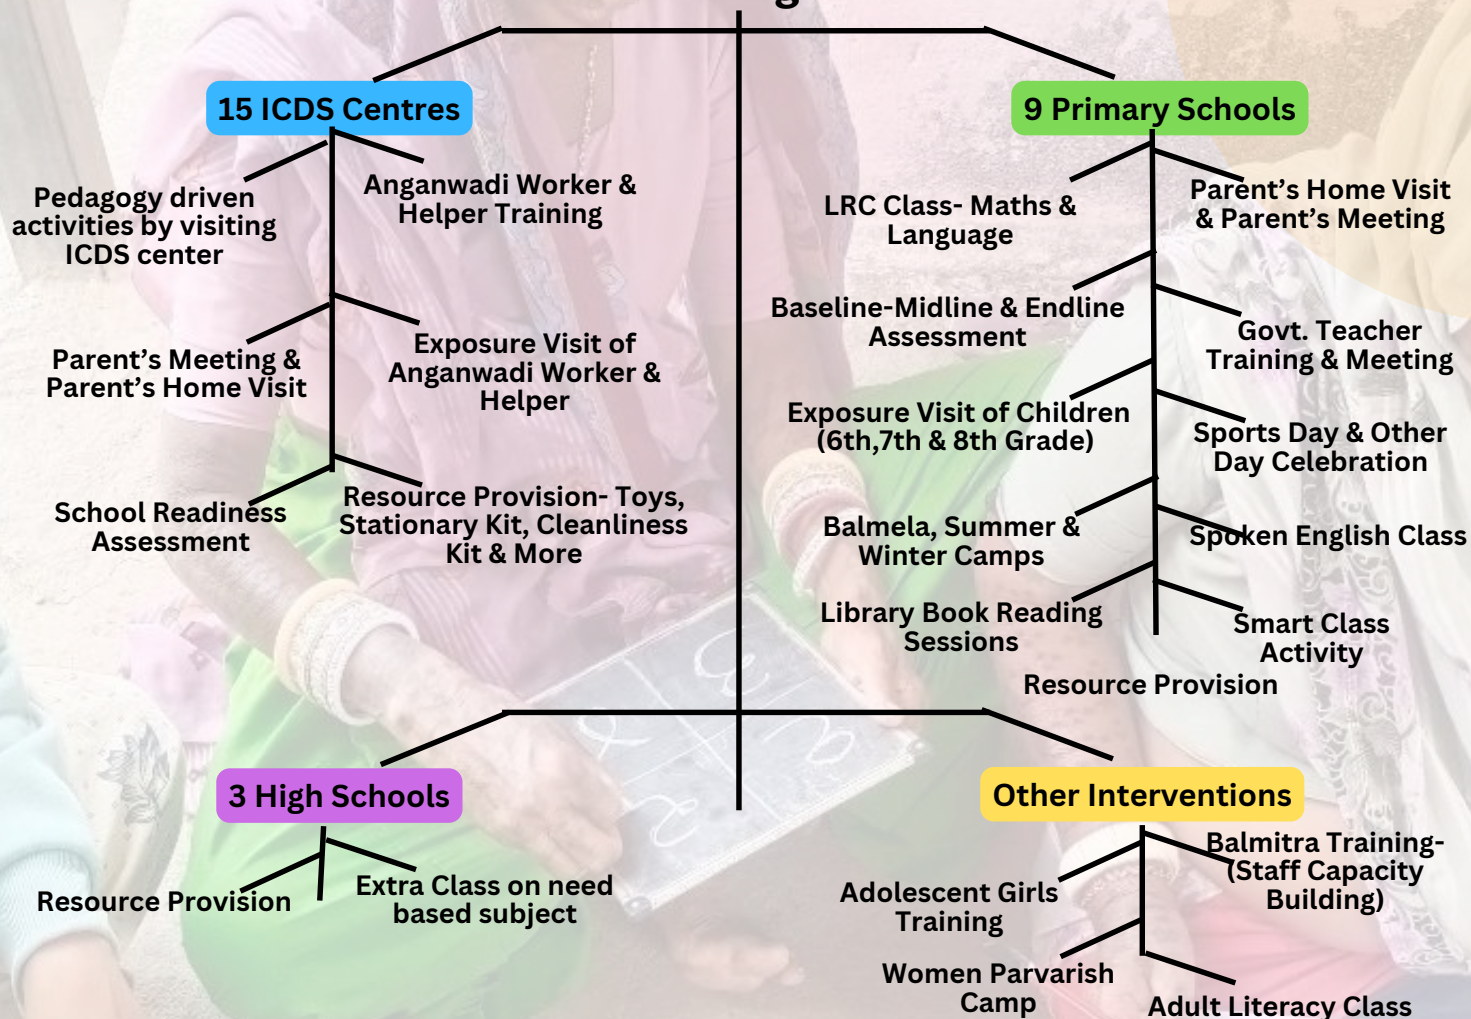 15 ICDS Centres
Pedagogy driven
activities by visiting
ICDS center
Anganwadi Worker &
Helper Training
Parent’s Meeting &
Parent’s Home Visit
Exposure Visit of
Anganwadi Worker &
Helper
School Readiness
Assessment
Resource Provision- Toys,
Stationary Kit, Cleanliness
Kit & More
9 Primary Schools
LRC Class- Maths &
Language
Parent’s Home Visit
& Parent’s Meeting
Baseline-Midline & Endline
Assessment
Govt. Teacher
Training & Meeting
Exposure Visit of Children
(6th,7th & 8th Grade)
Sports Day & Other
Day Celebration
Balmela, Summer &
Winter Camps
Spoken English Class
Library Book Reading
Sessions
Smart Class
Activity
Resource Provision
3 High Schools
Resource Provision
Extra Class on need
based subject
Other Interventions
Adolescent Girls
Training
Balmitra Training-
(Staff Capacity
Building)
Women Parvarish
Camp
Adult Literacy Class